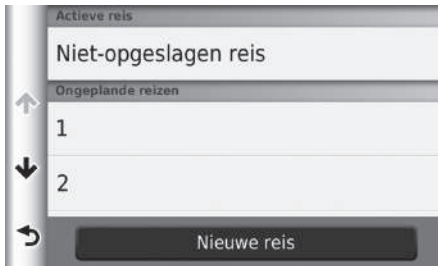 Actieve reis
Niet-opgeslagen reis
Ongeplande reizen
1
2
Nieuwe reis